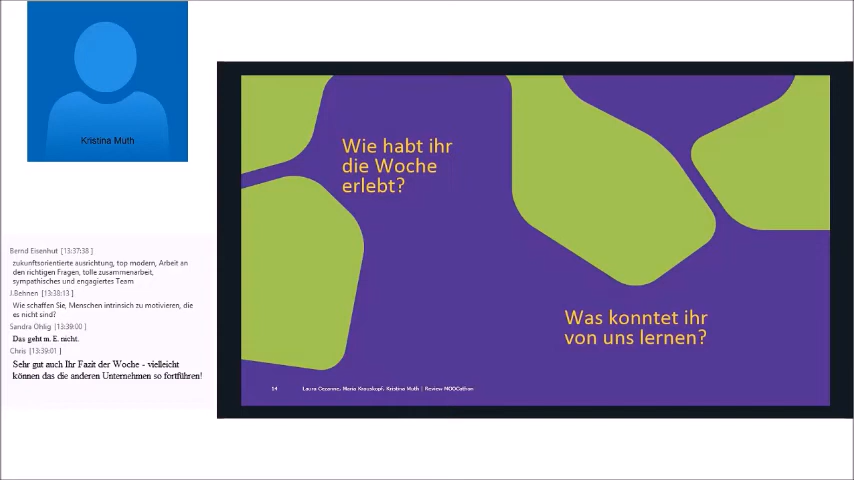 Kristina Muth
Bernd Eisenhut [13:37:38 ]
zukunftsorientierte ausrichtung, top modern, Arbeit an
den richtigen Fragen, tolle zusammenarbeit,
sympathisches und engagiertes Team
J.Behnen [13:38:13 ]
Wie schaffen Sie, Menschen intrinsich zu motivieren, die
es nicht sind?
Sandra Ohlig [13:39:00 ]
Das geht m. E. nicht.
Chris [13:39:01 ]
Sehr gut auch Ihr Fazit der Woche - vielleicht
können das die anderen Unternehmen so fortführen!
Wie habt ihr
die Woche
erlebt?
Was konntet ihr
von uns lernen?
14 Laura Cezanne, Maria Krauskopf, Kristina Muth | Review MOOCathon